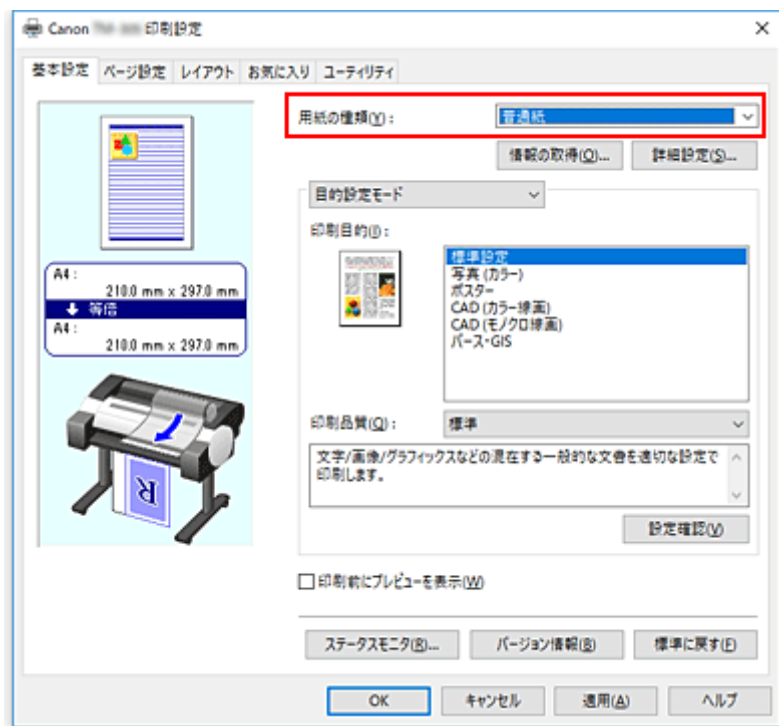 Canon 印刷設定
基本設定 ページ設定 レイアウト お気に入り ユーティリティ
用紙の種類(Y): 普通紙
情報の取得(O)... 詳細設定(S)...
目的設定モード
印刷目的(I):
標準設定
写真 (カラー)
ポスター
CAD (カラー線画)
CAD (モノクロ線画)
パース・GIS
A4 :
210.0 mm x 297.0 mm
等倍
A4 :
210.0 mm x 297.0 mm
R
印刷品質(Q): 標準
文字/画像/グラフィックスなどの混在する一般的な文書を適切な設定で
印刷します。
設定確認(V)
印刷前にプレビューを表示(W)
ステータスモニタ(R)... バージョン情報(B) 標準に戻す(F)
OK キャンセル 適用(A) ヘルプ